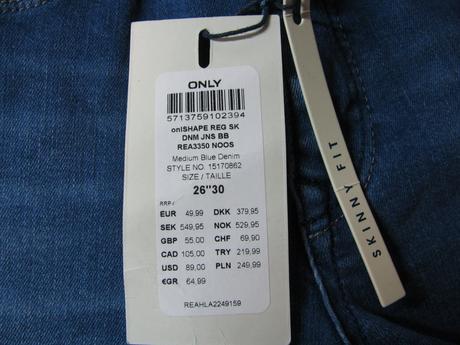 ONLY
5713759102394
onlSHAPE REG SK
DNM JNS BB
REA3350 NOOS
Medium Blue Denim
STYLE NO. 15170862
SIZE / TAILLE
26"30
RRP /
EUR 49,99 DKK 379,95
SEK 549,95 NOK 529,95
GBP 55,00 CHF 69,90
CAD 105,00 TRY 219,99
USD 89,00 PLN 249,99
€GR 64,99
REAHLA2249159
SKINNY FIT